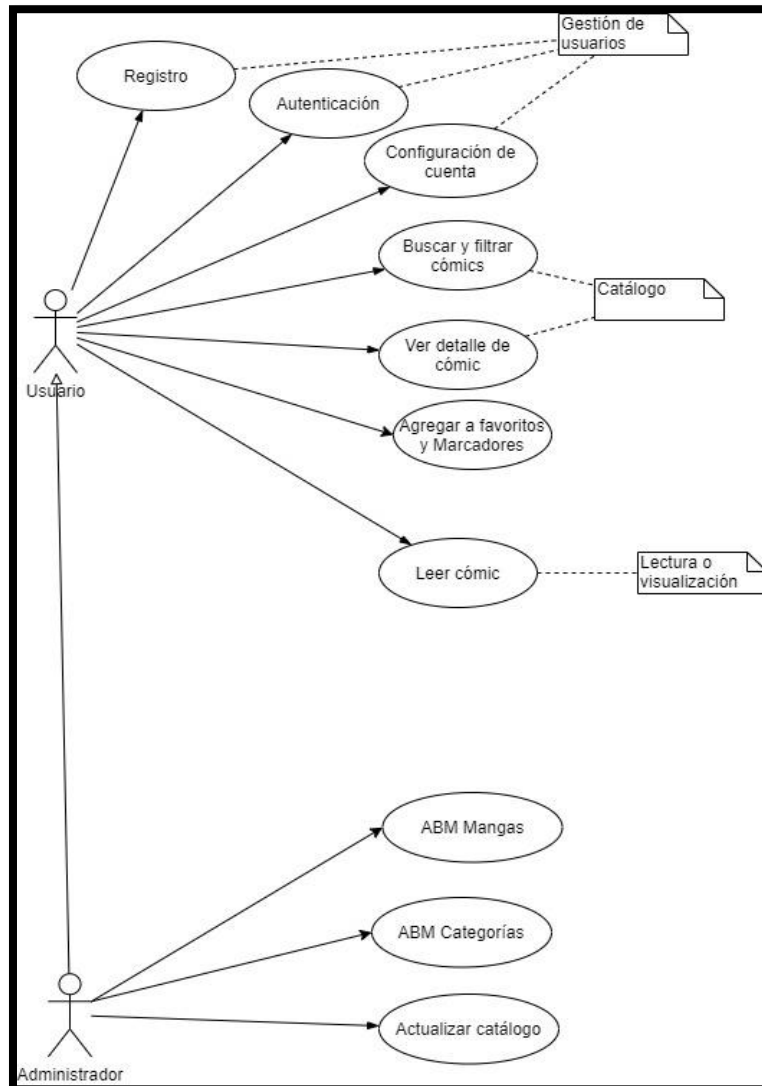 Gestión de
usuarios
Registro
Autenticación
Configuración de
cuenta
Buscar y filtrar
cómics
Catálogo
Ver detalle de
cómic
Usuario
Agregar a favoritos
y Marcadores
Leer cómic
Lectura o
visualización
ABM Mangas
ABM Categorías
Actualizar catálogo
Administrador